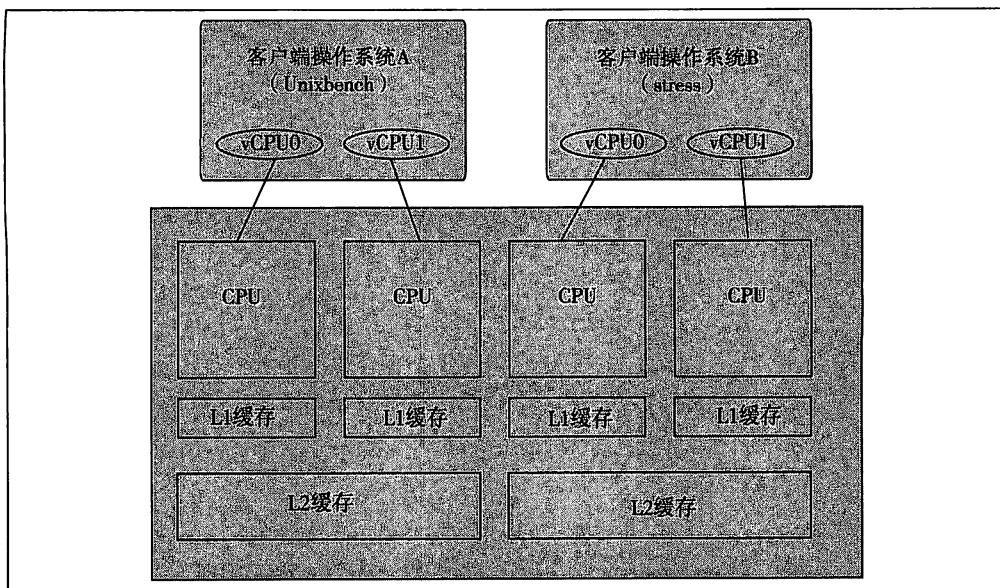 客户端操作系统A
（Unixbench）
vCPU0
vCPU1
客户端操作系统B
（stress）
vCPU0
vCPU1
CPU
CPU
CPU
CPU
L1缓存
L1缓存
L1缓存
L1缓存
L2缓存
L2缓存